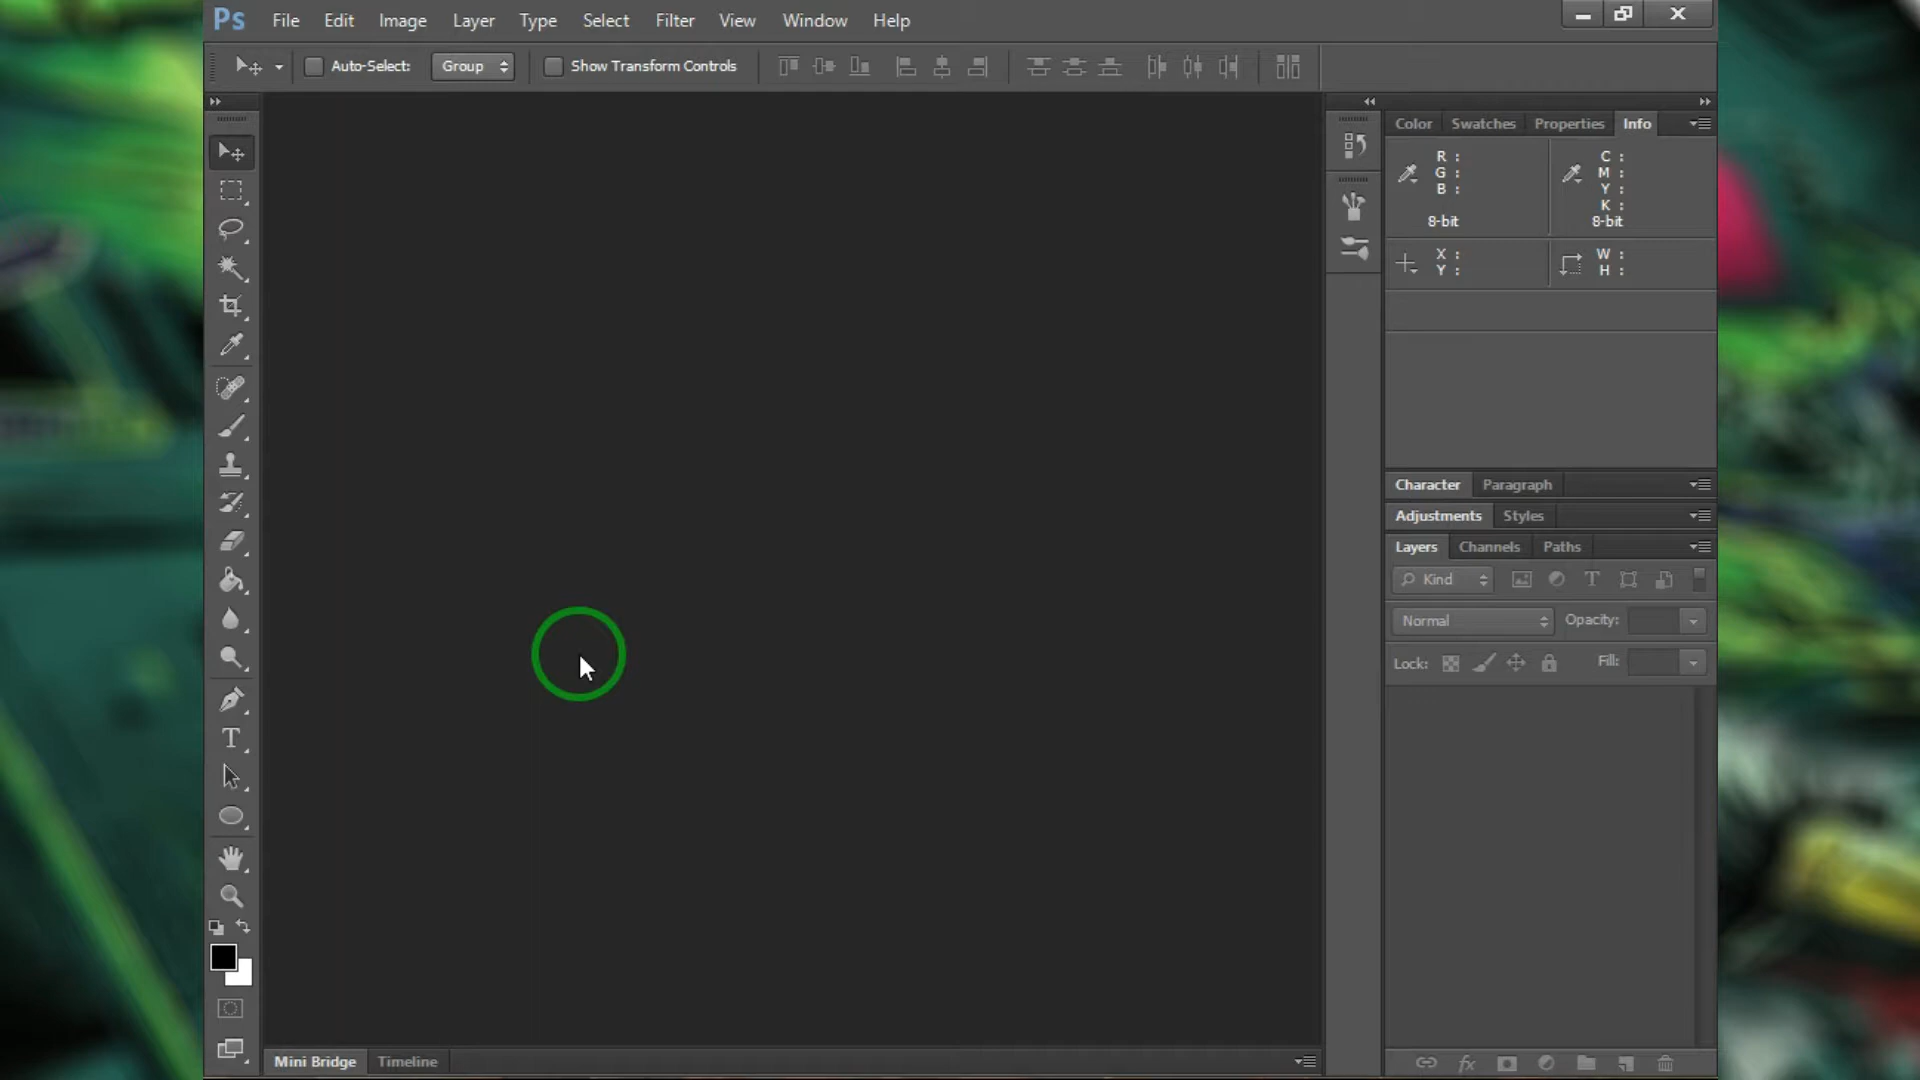 Ps File Edit Image Layer Type Select Filter View Window Help
Auto-Select: Group Show Transform Controls
Color Swatches Properties Info
R : C :
G : M :
B : Y :
K :
8-bit 8-bit
X : W :
Y : H :
Character Paragraph
Adjustments Styles
Layers Channels Paths
Kind T
Normal Opacity:
Lock: Fill:
T
fx
Mini Bridge Timeline